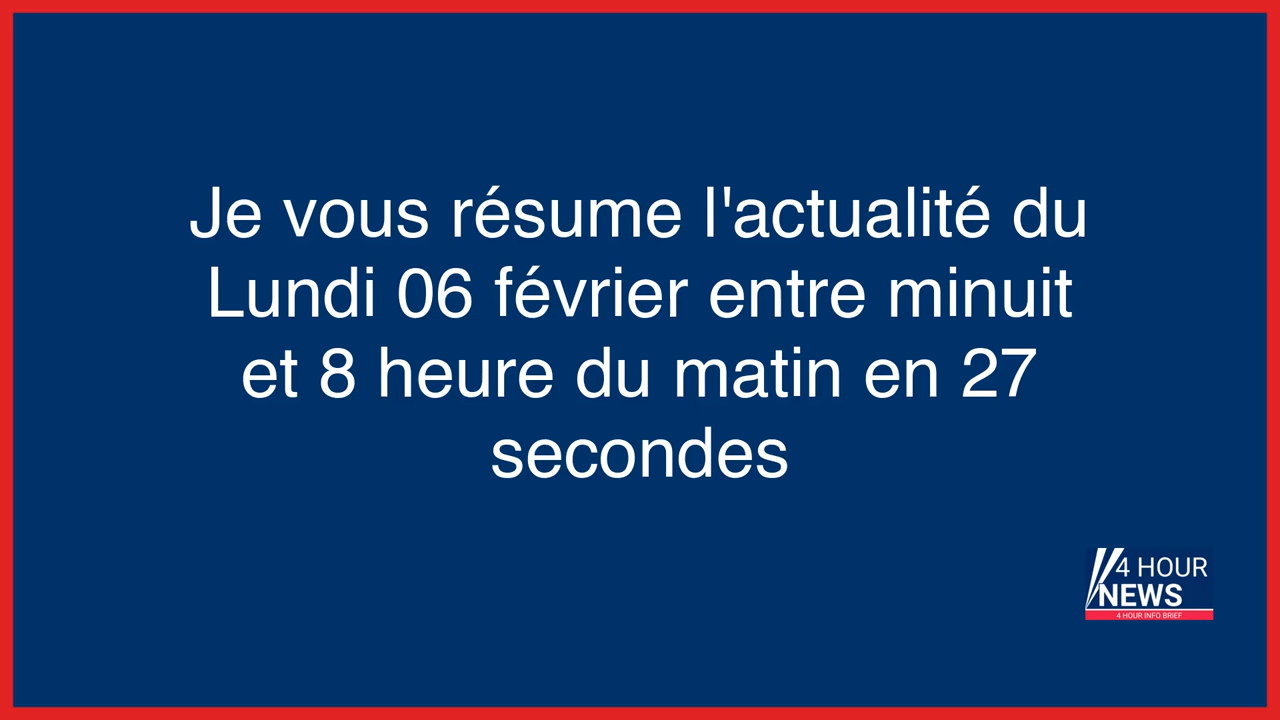 Je vous résume l'actualité du
Lundi 06 février entre minuit
et 8 heure du matin en 27
secondes
4 HOUR
NEWS
4 HOUR INFO BRIEF